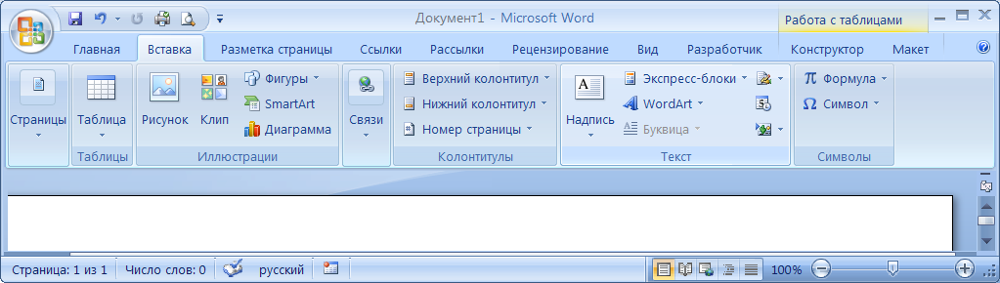 Документ1 - Microsoft Word
Работа с таблицами
Главная Вставка Разметка страницы Ссылки Рассылки Рецензирование Вид Разработчик Конструктор Макет
Страницы
Таблица
Таблицы
Рисунок
Клип
Фигуры
SmartArt
Диаграмма
Иллюстрации
Связи
Верхний колонтитул
Нижний колонтитул
Номер страницы
Колонтитулы
Надпись
Экспресс-блоки
WordArt
Буквица
Текст
π Формула
Ω Символ
Символы
Страница: 1 из 1 Число слов: 0 русский 100%